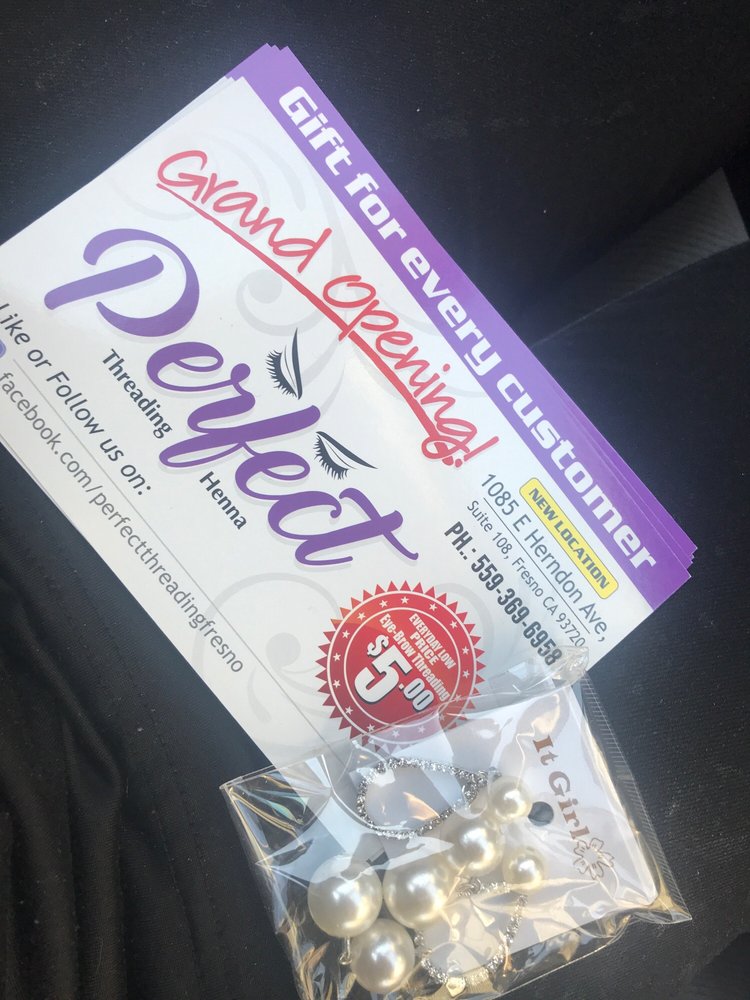 Gift for every customer
Grand opening!
Perfect
Threading
Henna
Like or Follow us on:
facebook.com/perfectthreadingfresno
NEW LOCATION
1085 E Herndon Ave,
Suite 108, Fresno CA 93720
PH.: 559-369-6958
EVERYDAY LOW
PRICE
Eye-Brow Threading
$5.00
It Girl